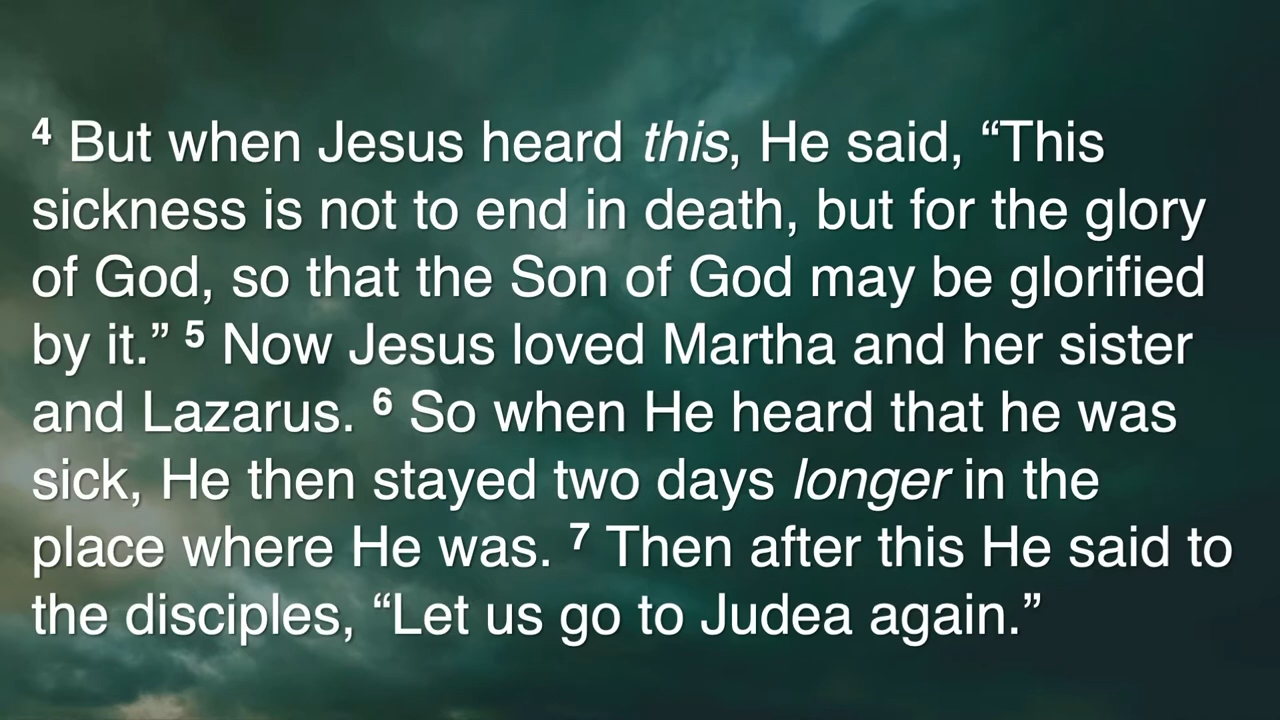 4 But when Jesus heard this, He said, “This
sickness is not to end in death, but for the glory
of God, so that the Son of God may be glorified
by it.” 5 Now Jesus loved Martha and her sister
and Lazarus. 6 So when He heard that he was
sick, He then stayed two days longer in the
place where He was. 7 Then after this He said to
the disciples, “Let us go to Judea again.”